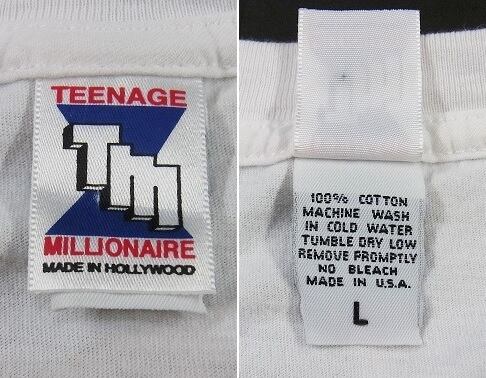 TEENAGE
TM
MILLIONAIRE
MADE IN HOLLYWOOD
100% COTTON
MACHINE WASH
IN COLD WATER
TUMBLE DRY LOW
REMOVE PROMPTLY
NO BLEACH
MADE IN U.S.A.
L